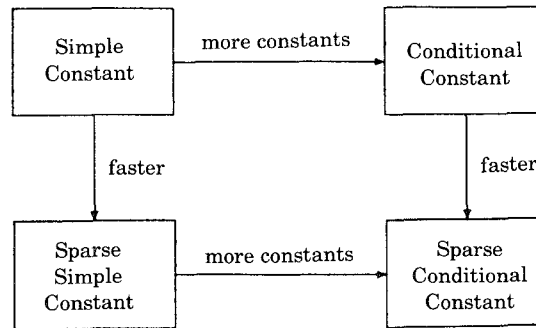 Simple
Constant
more constants
Conditional
Constant
faster
faster
Sparse
Simple
Constant
more constants
Sparse
Conditional
Constant